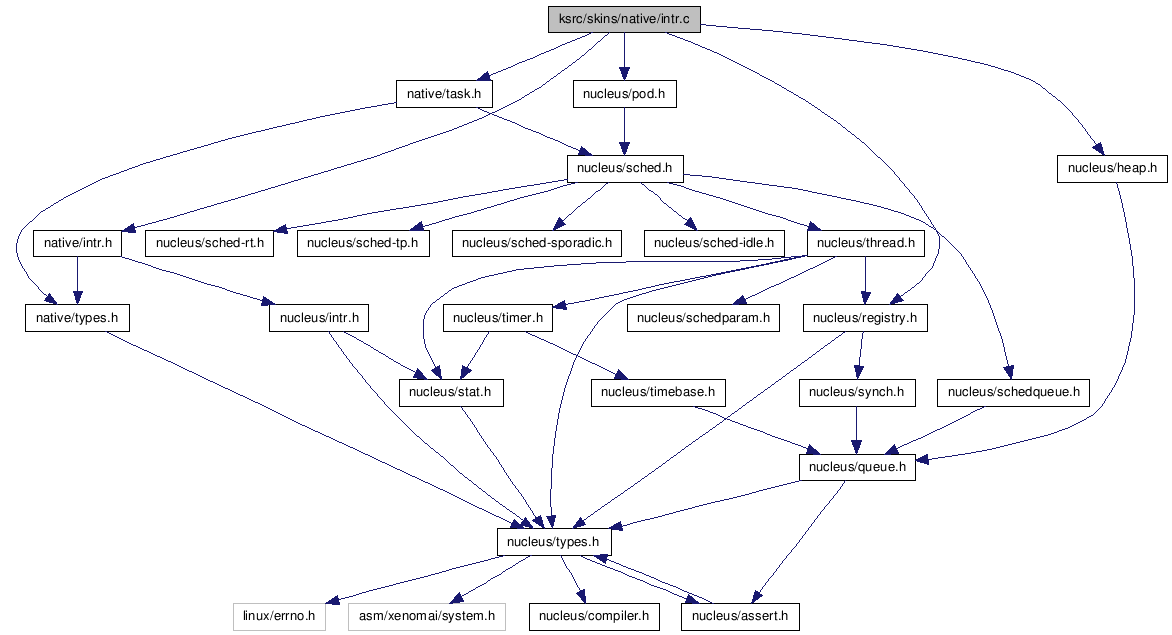 ksrc/skins/native/intr.c
native/task.h
nucleus/pod.h
nucleus/sched.h
nucleus/heap.h
native/intr.h
nucleus/sched-rt.h
nucleus/sched-tp.h
nucleus/sched-sporadic.h
nucleus/sched-idle.h
nucleus/thread.h
native/types.h
nucleus/intr.h
nucleus/timer.h
nucleus/schedparam.h
nucleus/registry.h
nucleus/stat.h
nucleus/timebase.h
nucleus/synch.h
nucleus/schedqueue.h
nucleus/queue.h
nucleus/types.h
linux/errno.h
asm/xenomai/system.h
nucleus/compiler.h
nucleus/assert.h